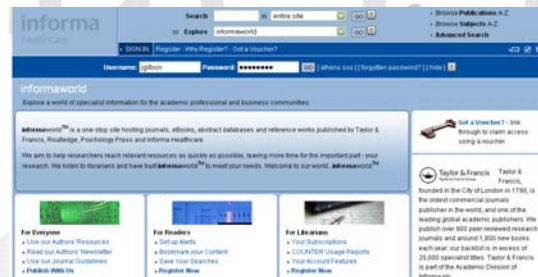 informa
healthcare
Search in entire site GO
or Explore informaworld GO
Browse Publications A-Z
Browse Subjects A-Z
Advanced Search
SIGN IN | Register | Why Register? | Got a Voucher?
Username: Password: •••••••• GO | athens sso | [forgotten password?] [hide]
informaworld
Explore a world of specialist information for the academic professional and business communities.
informaworld™ is a one-stop site hosting journals, eBooks, abstract databases and reference works published by Taylor &
Francis, Routledge, Psychology Press and Informa Healthcare.
We aim to help researchers reach relevant resources as quickly as possible, leaving more time for the important part - your
research. We listen to librarians and have built informaworld™ to meet your needs. Welcome to our world. informaworld™
Got a Voucher? - link
through to claim access
using a voucher.
Taylor & Francis Taylor &
Francis,
founded in the City of London in 1798, is
the oldest commercial journals
publisher in the world, and one of the
leading global academic publishers. We
publish over 900 peer-reviewed research
journals and around 1,800 new books
each year: our backlist is in excess of
20,000 specialist titles. Taylor & Francis
is part of the Academic Division of
For Everyone
Use our Authors' Resources
Read our Authors' Newsletter
Use our Journal Guidelines
Publish With Us
For Readers
Set up Alerts
Bookmark your Content
Save Your Searches
Register Now
For Librarians
Your Subscriptions
COUNTER Usage Reports
Your Account Features
Register Now